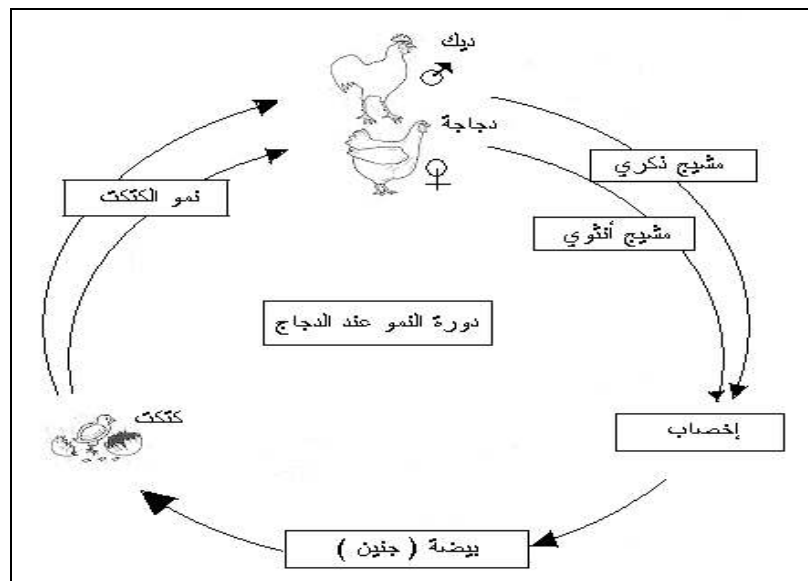 ديك
دجاجة
مشيج ذكري
مشيج أنثوي
نمو الكتكت
دورة النمو عند الدجاج
كتكت
إخصاب
بيضة ( جنين )